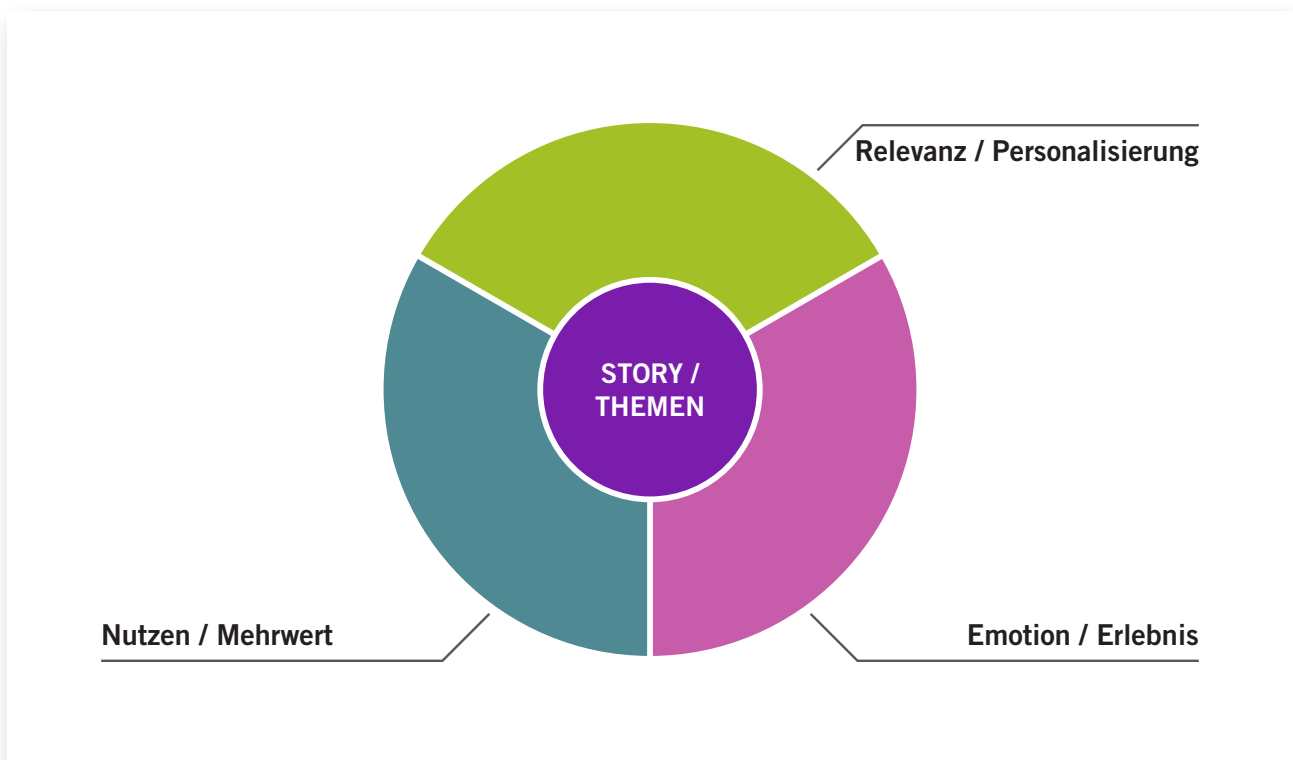 Relevanz / Personalisierung
STORY /
THEMEN
Nutzen / Mehrwert
Emotion / Erlebnis